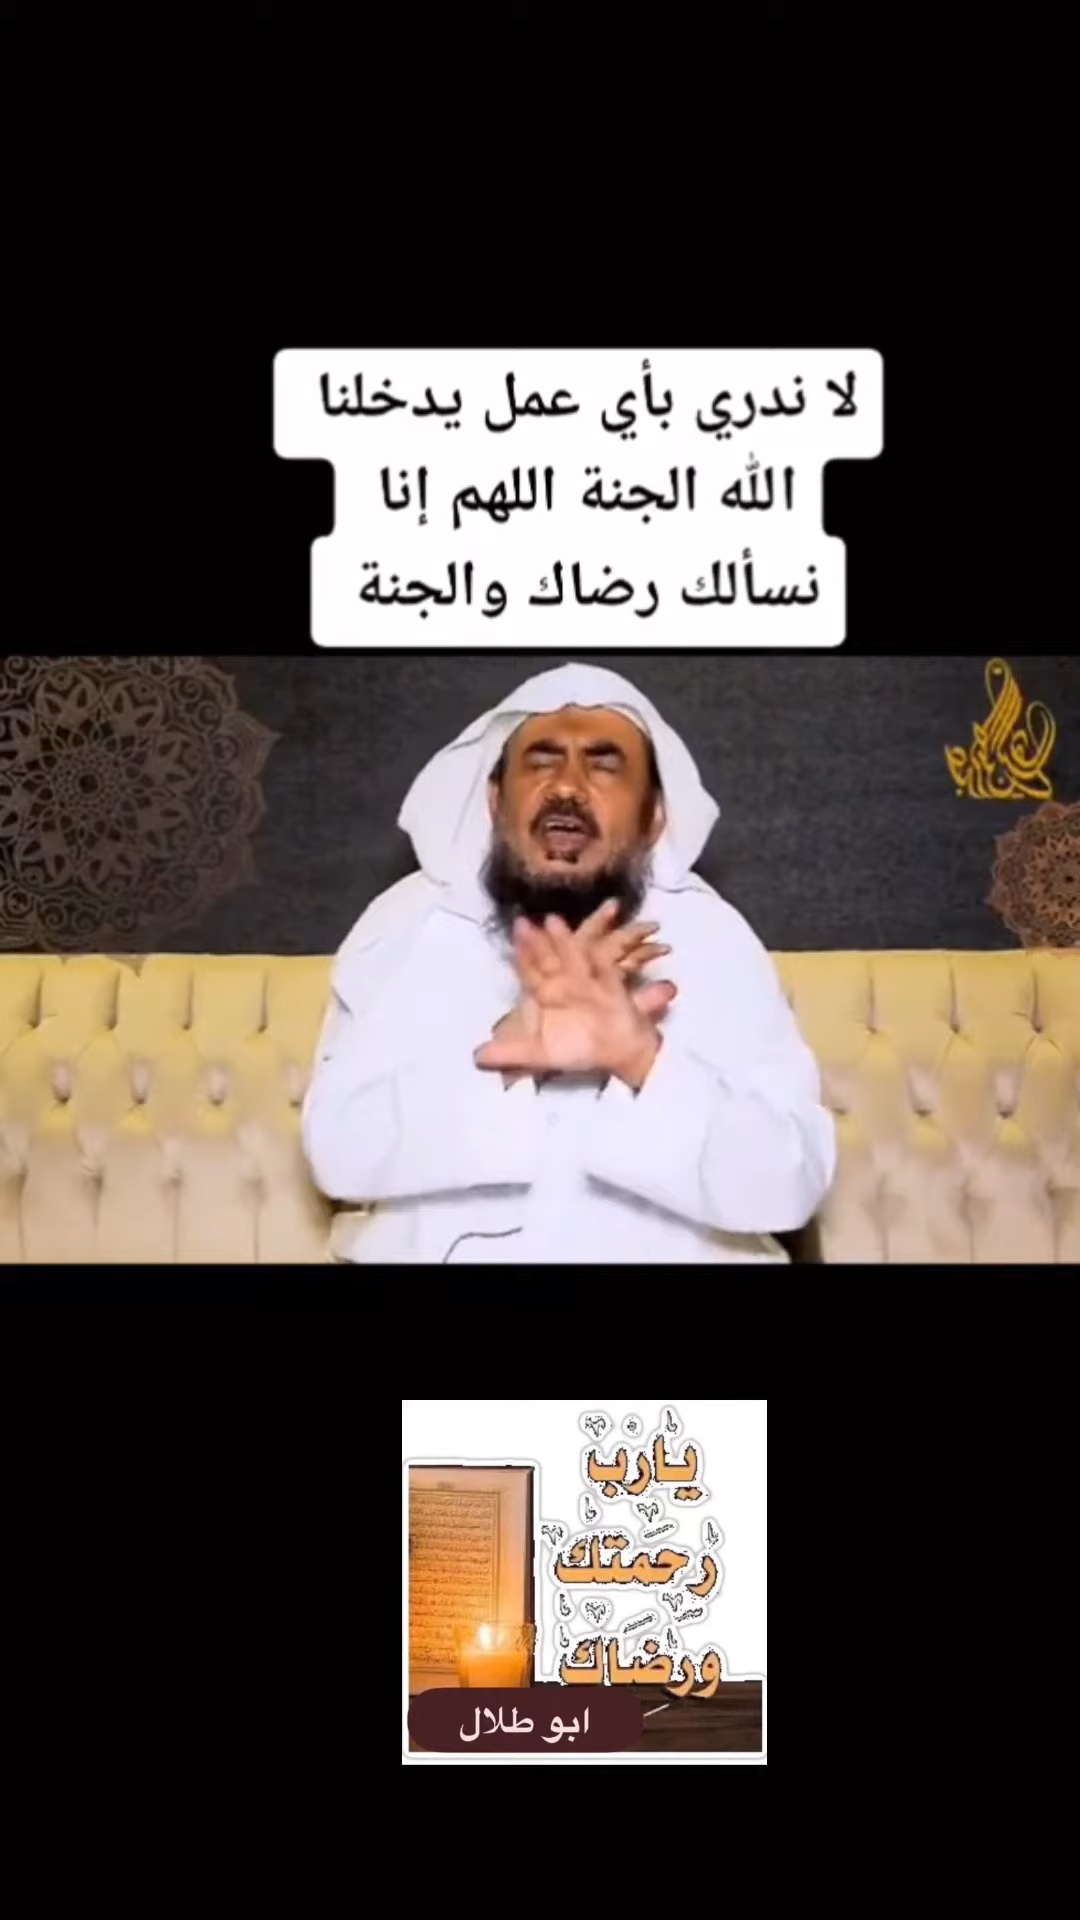 لا ندري بأي عمل يدخلنا
الله الجنة اللهم إنا
نسألك رضاك والجنة
يارب
رحمتك
ورضاك
ابو طلال